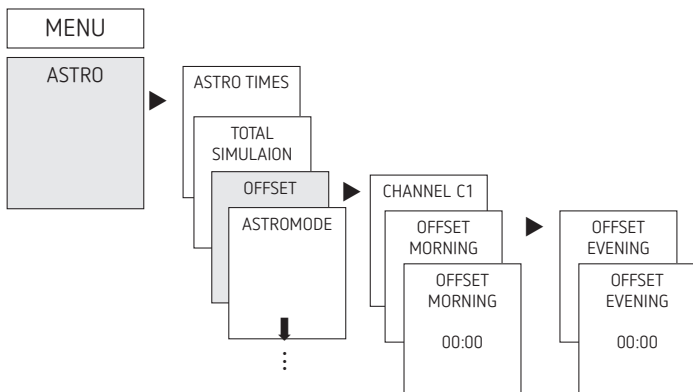 MENU
ASTRO
ASTRO TIMES
TOTAL
SIMULAION
OFFSET
ASTROMODE
CHANNEL C1
OFFSET
MORNING
OFFSET
MORNING
00:00
OFFSET
EVENING
OFFSET
EVENING
00:00